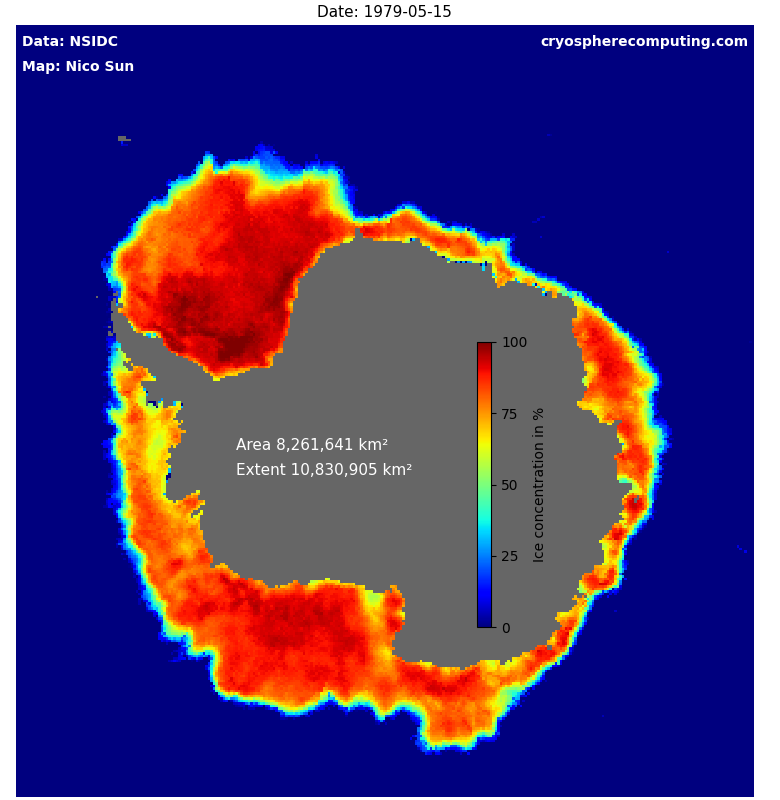 Date: 1979-05-15
Data: NSIDC
cryospherecomputing.com
Map: Nico Sun
100
75
50
25
0
Ice concentration in %
Area 8,261,641 km²
Extent 10,830,905 km²